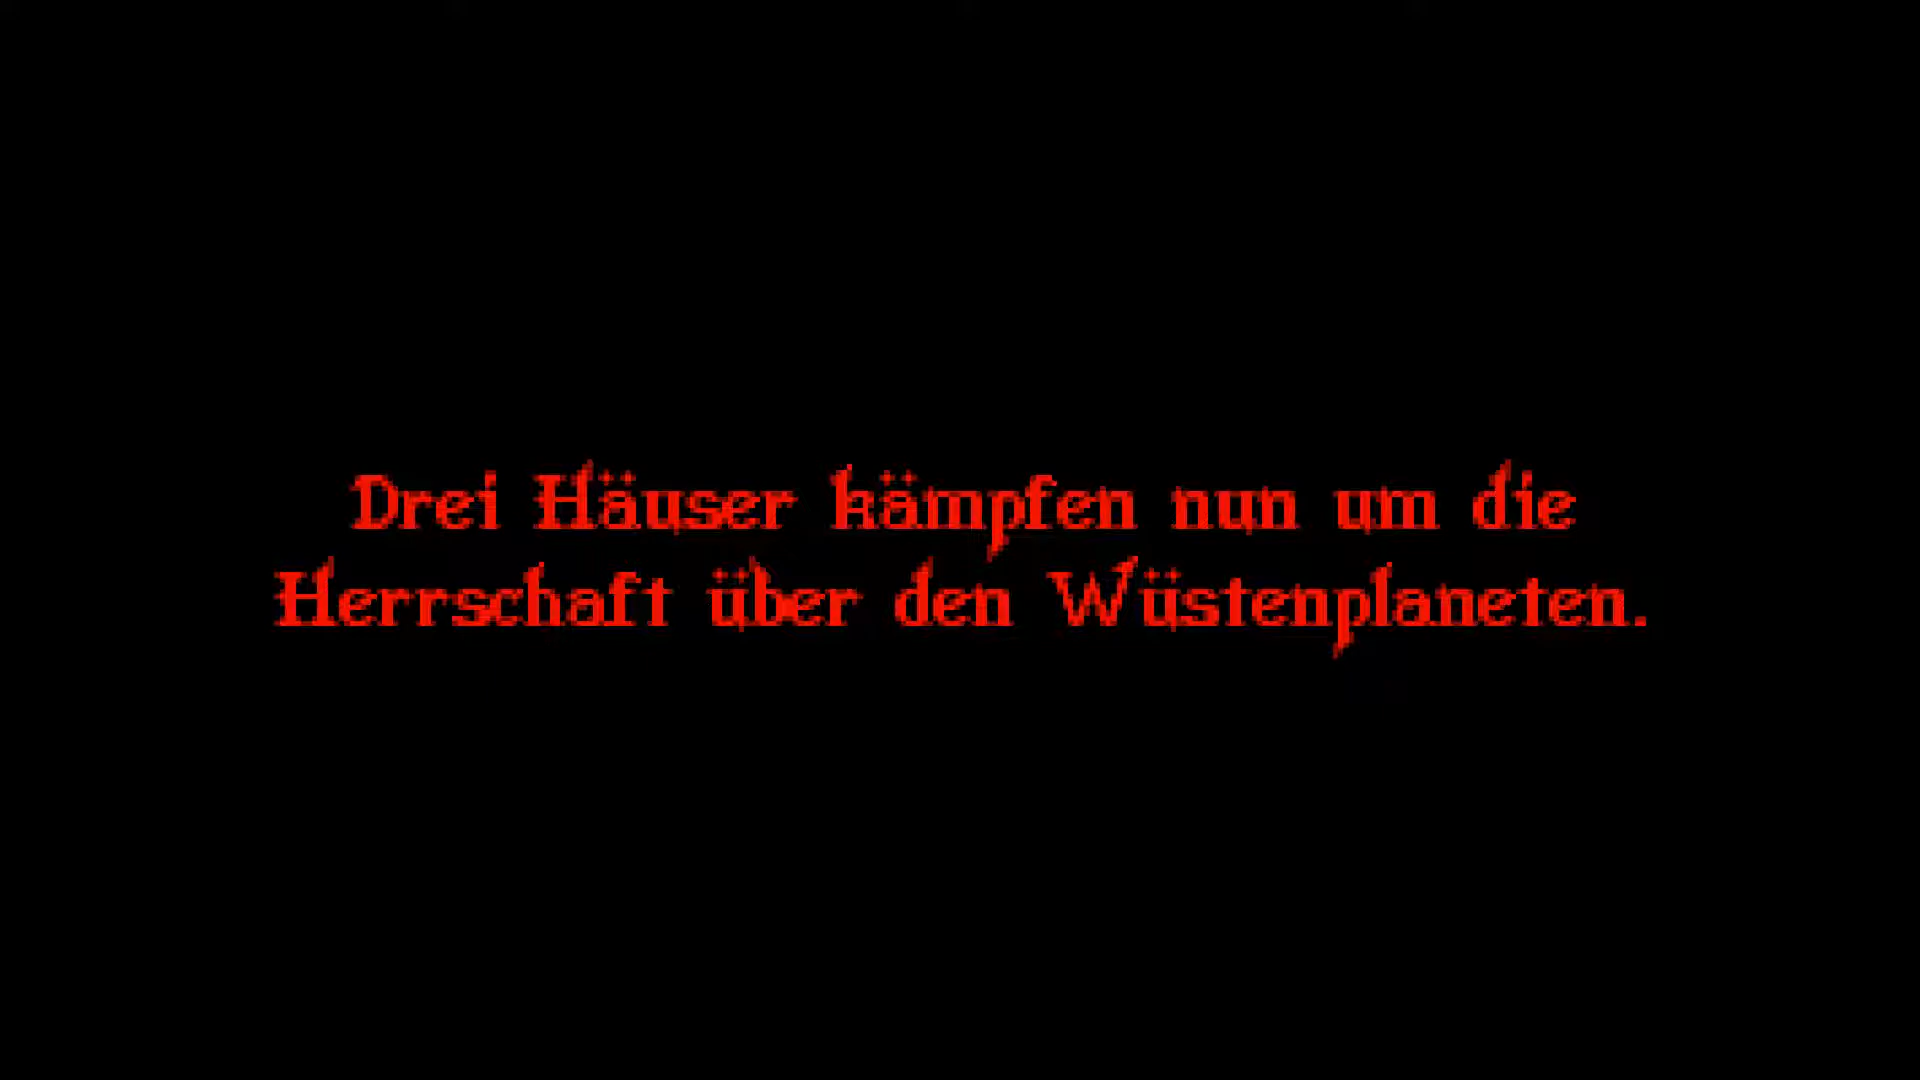 Drei Häuser kämpfen nun um die
Herrschaft über den Wüstenplaneten.